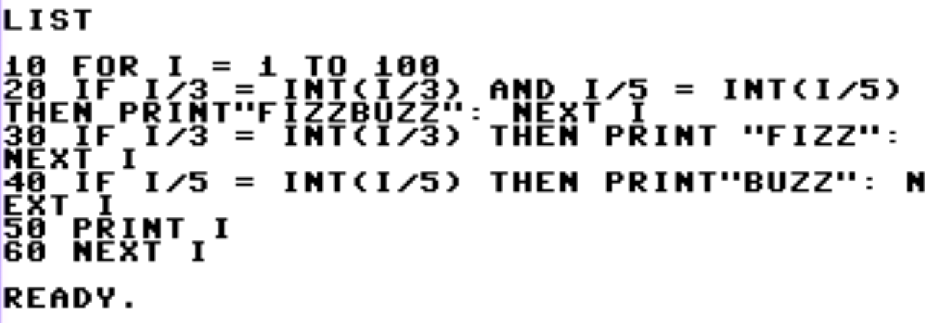 LIST
10 FOR I = 1 TO 100
20 IF I/3 = INT(I/3) AND I/5 = INT(I/5)
THEN PRINT"FIZZBUZZ": NEXT I
30 IF I/3 = INT(I/3) THEN PRINT "FIZZ":
NEXT I
40 IF I/5 = INT(I/5) THEN PRINT"BUZZ": N
EXT I
50 PRINT I
60 NEXT I
READY.